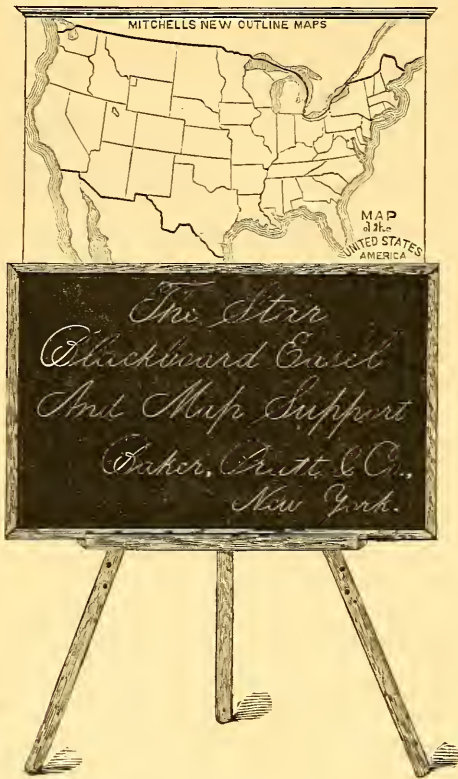 MITCHELLS NEW OUTLINE MAPS
MAP
of the
UNITED STATES
AMERICA
The Star
Blackboard Easel
And Map Support
Baker, Pratt & Co.,
New York.